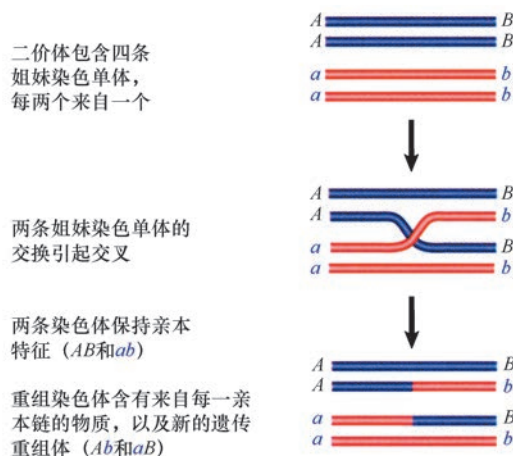 A B
A B
二价体包含四条
姐妹染色单体，
每两个来自一个
a b
a b
A B
A b
两条姐妹染色单体的
交换引起交叉
a B
a b
两条染色体保持亲本
特征（AB和ab）
A B
A b
重组染色体含有来自每一亲
本链的物质，以及新的遗传
重组体（Ab和aB）
a B
a b